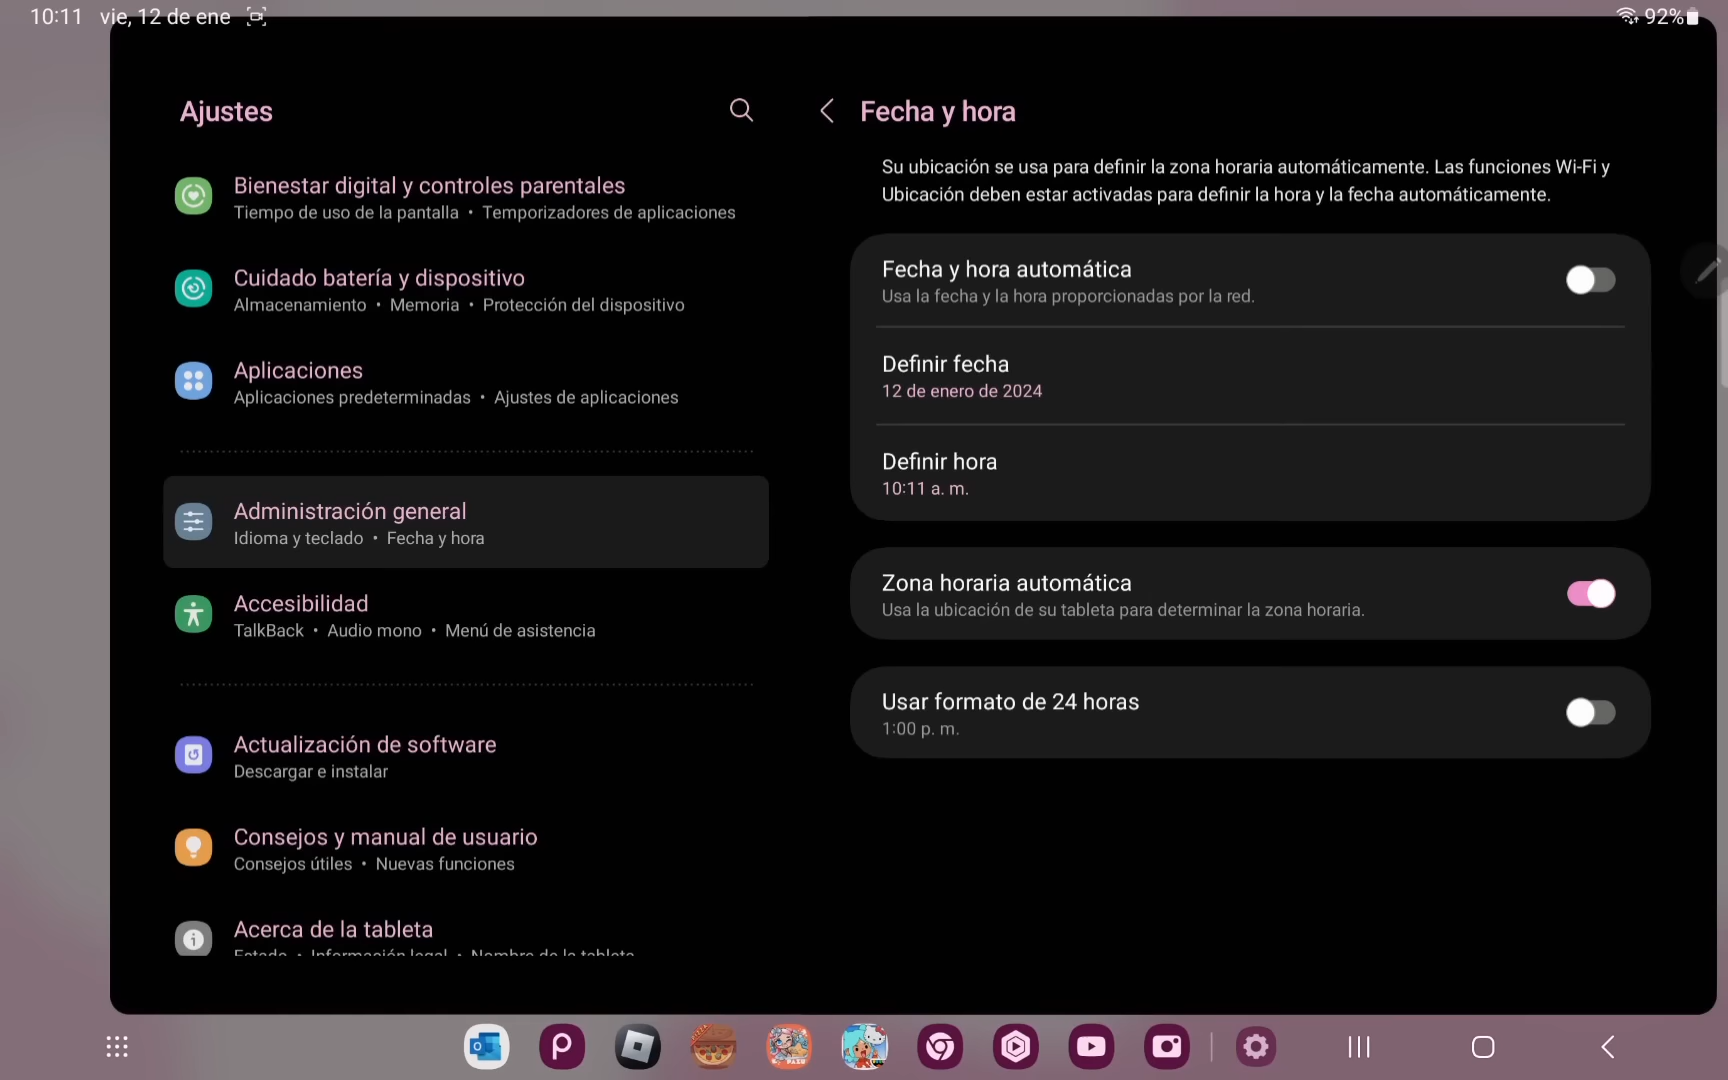 10:11 vie, 12 de ene
92%
Ajustes
Bienestar digital y controles parentales
Tiempo de uso de la pantalla • Temporizadores de aplicaciones
Cuidado batería y dispositivo
Almacenamiento • Memoria • Protección del dispositivo
Aplicaciones
Aplicaciones predeterminadas • Ajustes de aplicaciones
Administración general
Idioma y teclado • Fecha y hora
Accesibilidad
TalkBack • Audio mono • Menú de asistencia
Actualización de software
Descargar e instalar
Consejos y manual de usuario
Consejos útiles • Nuevas funciones
Acerca de la tableta
Estado • Información legal • Nombre de la tableta
Fecha y hora
Su ubicación se usa para definir la zona horaria automáticamente. Las funciones Wi-Fi y
Ubicación deben estar activadas para definir la hora y la fecha automáticamente.
Fecha y hora automática
Usa la fecha y la hora proporcionadas por la red.
Definir fecha
12 de enero de 2024
Definir hora
10:11 a. m.
Zona horaria automática
Usa la ubicación de su tableta para determinar la zona horaria.
Usar formato de 24 horas
1:00 p. m.